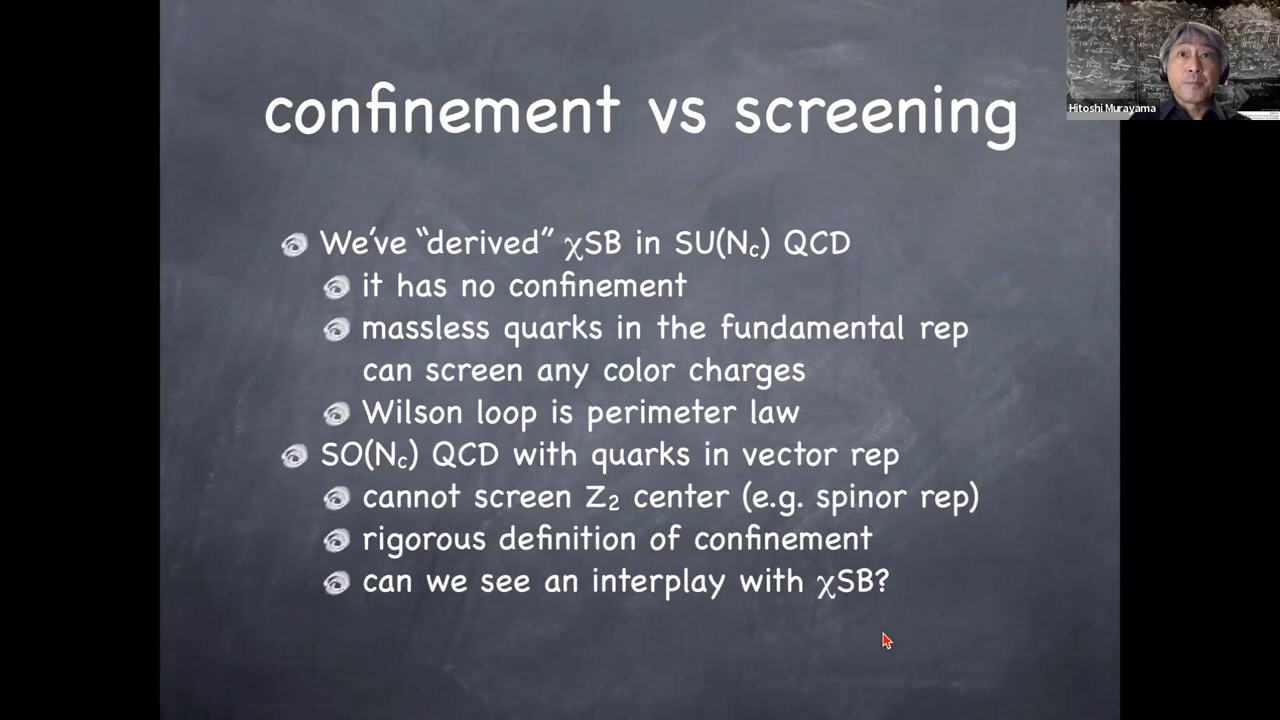 confinement vs screening
Hitoshi Murayama
We've “derived” χSB in SU(Nc) QCD
it has no confinement
massless quarks in the fundamental rep
can screen any color charges
Wilson loop is perimeter law
SO(Nc) QCD with quarks in vector rep
cannot screen Z₂ center (e.g. spinor rep)
rigorous definition of confinement
can we see an interplay with χSB?